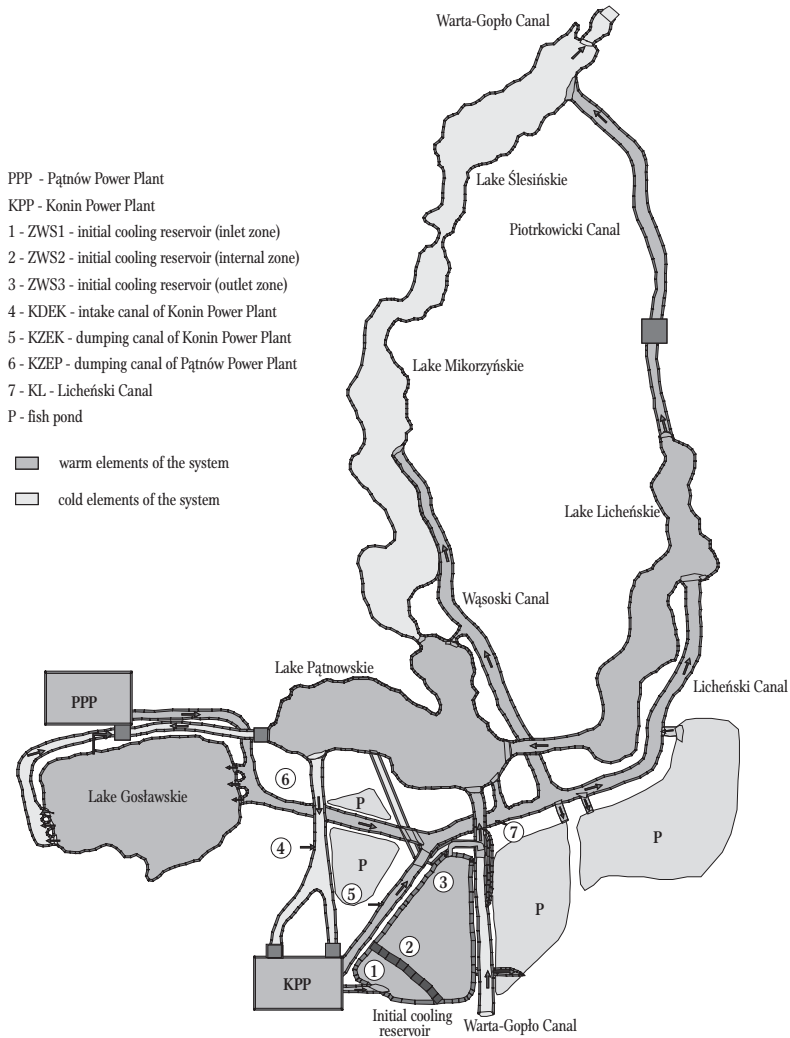 Warta-Gopło Canal
PPP - Pątnów Power Plant
KPP - Konin Power Plant
1 - ZWS1 - initial cooling reservoir (inlet zone)
2 - ZWS2 - initial cooling reservoir (internal zone)
3 - ZWS3 - initial cooling reservoir (outlet zone)
4 - KDEK - intake canal of Konin Power Plant
5 - KZEK - dumping canal of Konin Power Plant
6 - KZEP - dumping canal of Pątnów Power Plant
7 - KL - Licheński Canal
P - fish pond
warm elements of the system
cold elements of the system
Lake Ślesińskie
Piotrkowicki Canal
Lake Mikorzyńskie
Lake Licheńskie
Wąsoski Canal
Lake Pątnowskie
Licheński Canal
PPP
Lake Gosławskie
6
P
7
4
P
P
3
5
P
2
1
KPP
Initial cooling
reservoir
Warta-Gopło Canal